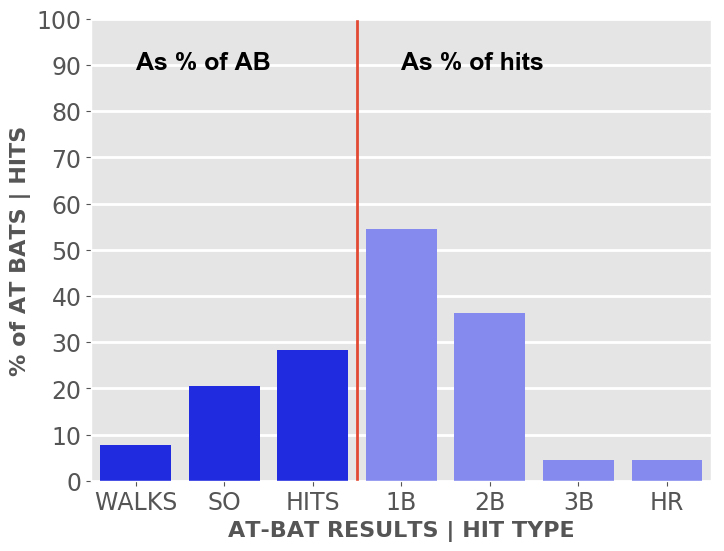 100
90
80
70
60
50
40
30
20
10
0
% of AT BATS | HITS
As % of AB
As % of hits
WALKS SO HITS 1B 2B 3B HR
AT-BAT RESULTS | HIT TYPE